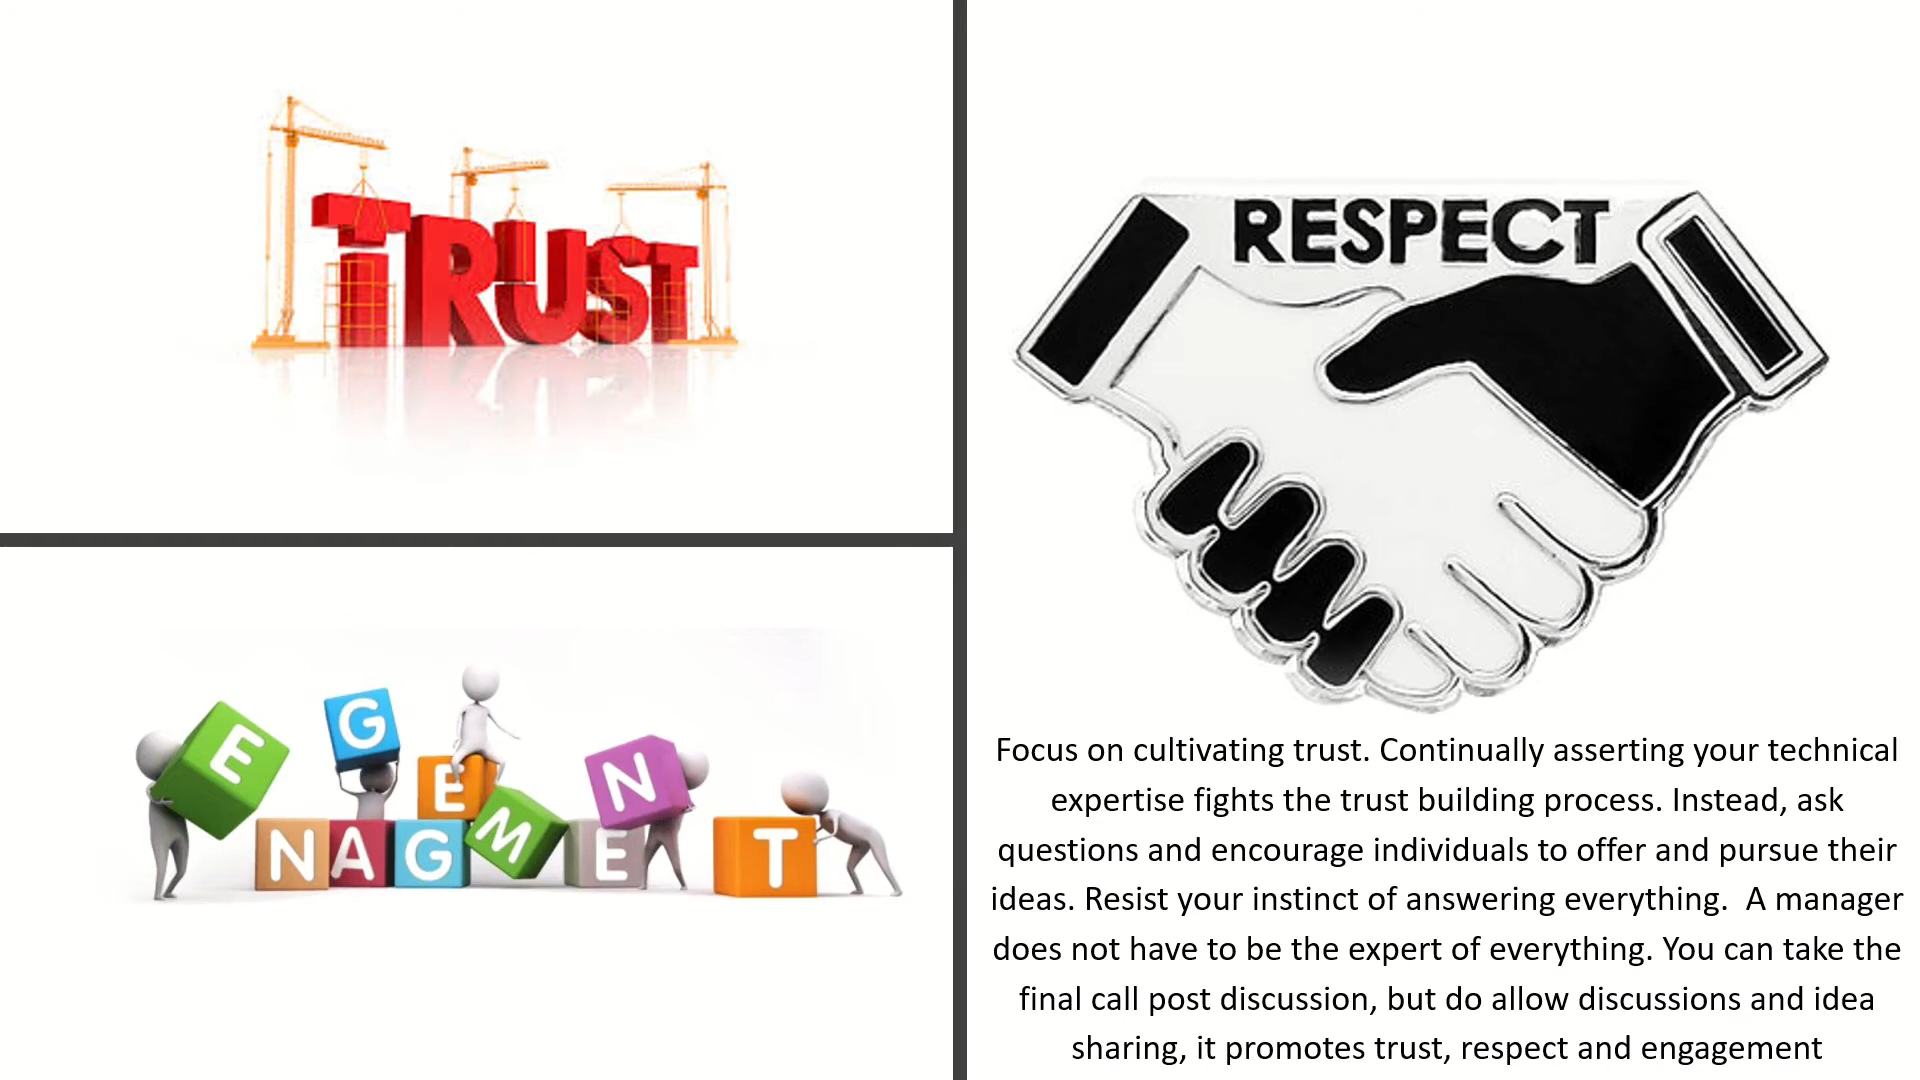 TRUST
E
G
E
N
N A G M E T
RESPECT
Focus on cultivating trust. Continually asserting your technical
expertise fights the trust building process. Instead, ask
questions and encourage individuals to offer and pursue their
ideas. Resist your instinct of answering everything.  A manager
does not have to be the expert of everything. You can take the
final call post discussion, but do allow discussions and idea
sharing, it promotes trust, respect and engagement